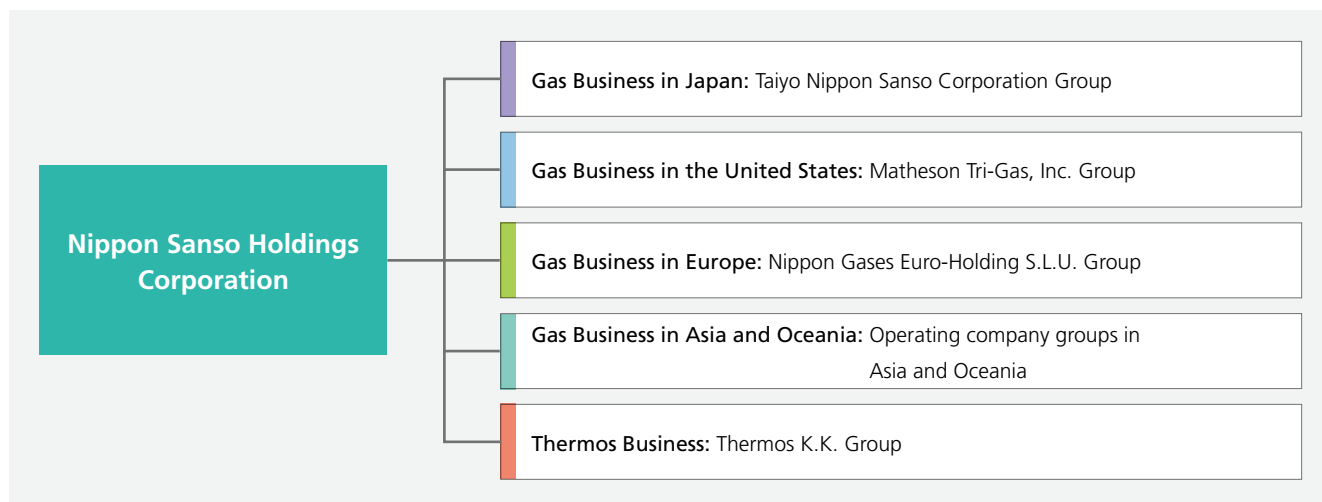 Nippon Sanso Holdings
Corporation
Gas Business in Japan: Taiyo Nippon Sanso Corporation Group
Gas Business in the United States: Matheson Tri-Gas, Inc. Group
Gas Business in Europe: Nippon Gases Euro-Holding S.L.U. Group
Gas Business in Asia and Oceania: Operating company groups in
Asia and Oceania
Thermos Business: Thermos K.K. Group